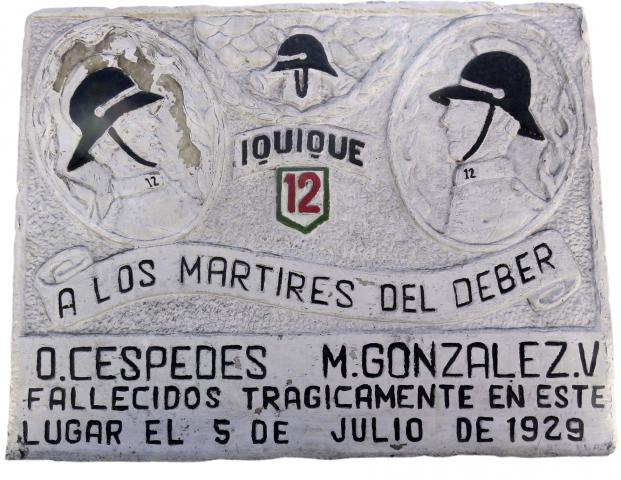 IQUIQUE
12
12
12
A LOS MARTIRES DEL DEBER
O.CESPEDES M.GONZALEZ.V
FALLECIDOS TRAGICAMENTE EN ESTE
LUGAR EL 5 DE JULIO DE 1929